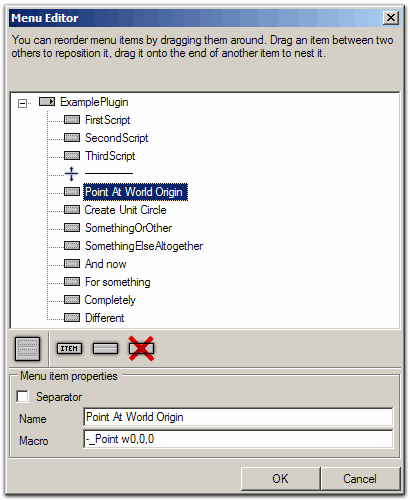 Menu Editor
You can reorder menu items by dragging them around. Drag an item between two
others to reposition it, drag it onto the end of another item to nest it.
ExamplePlugin
FirstScript
SecondScript
ThirdScript
Point At World Origin
Create Unit Circle
SomethingOrOther
SomethingElseAltogether
And now
For something
Completely
Different
ITEM
Menu item properties
Separator
Name Point At World Origin
Macro -_Point w0,0,0
OK Cancel